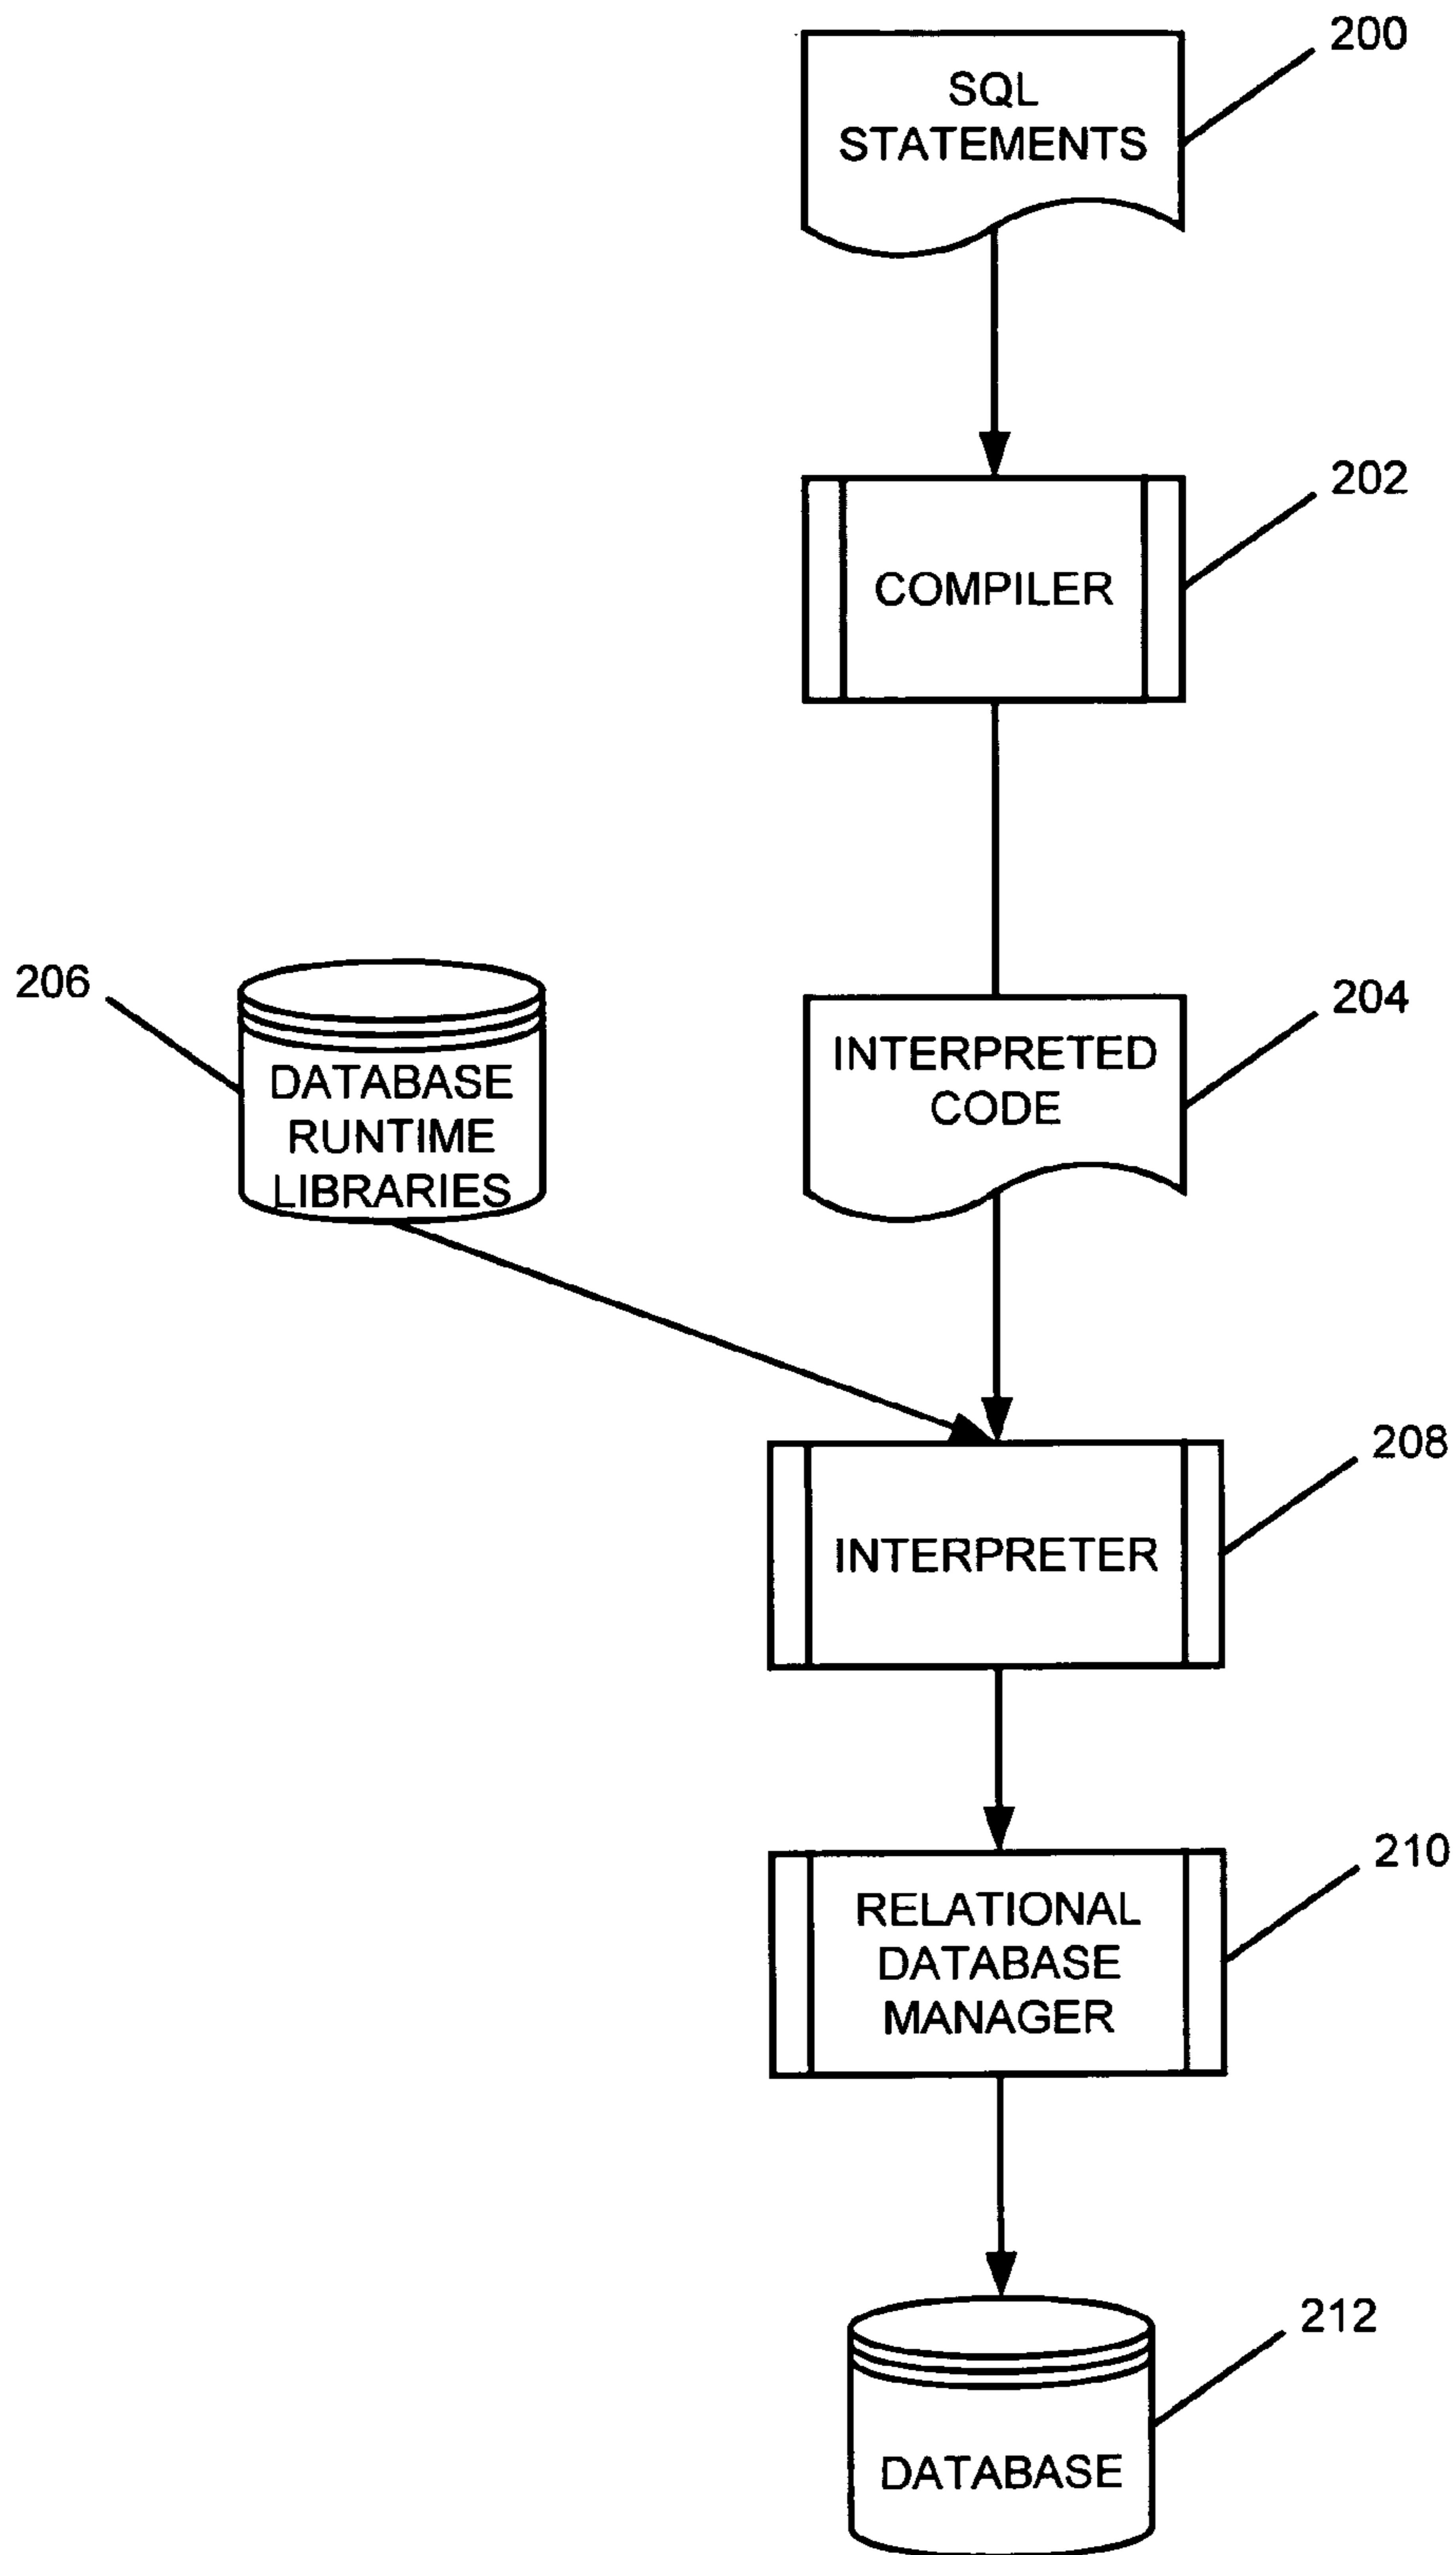 200
SQL
STATEMENTS
202
COMPILER
206
DATABASE
RUNTIME
LIBRARIES
204
INTERPRETED
CODE
208
INTERPRETER
210
RELATIONAL
DATABASE
MANAGER
212
DATABASE